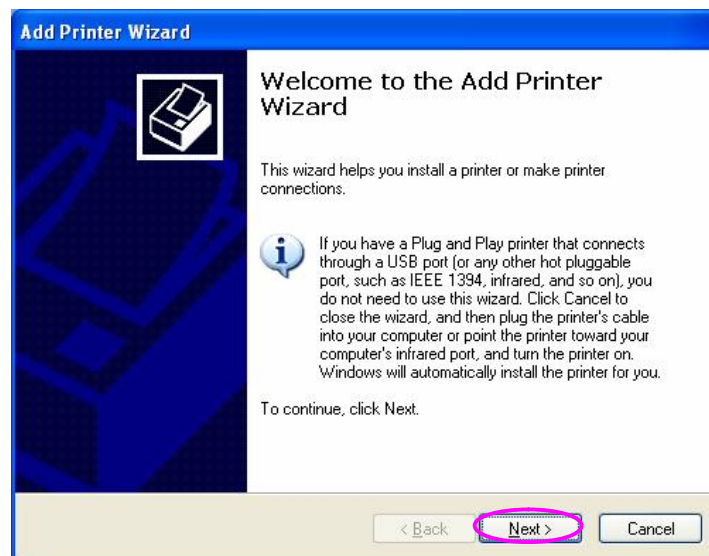 Add Printer Wizard
Welcome to the Add Printer
Wizard
This wizard helps you install a printer or make printer
connections.
If you have a Plug and Play printer that connects
through a USB port (or any other hot pluggable
port, such as IEEE 1394, infrared, and so on), you
do not need to use this wizard. Click Cancel to
close the wizard, and then plug the printer's cable
into your computer or point the printer toward your
computer's infrared port, and turn the printer on.
Windows will automatically install the printer for you.
To continue, click Next.
< Back Next > Cancel